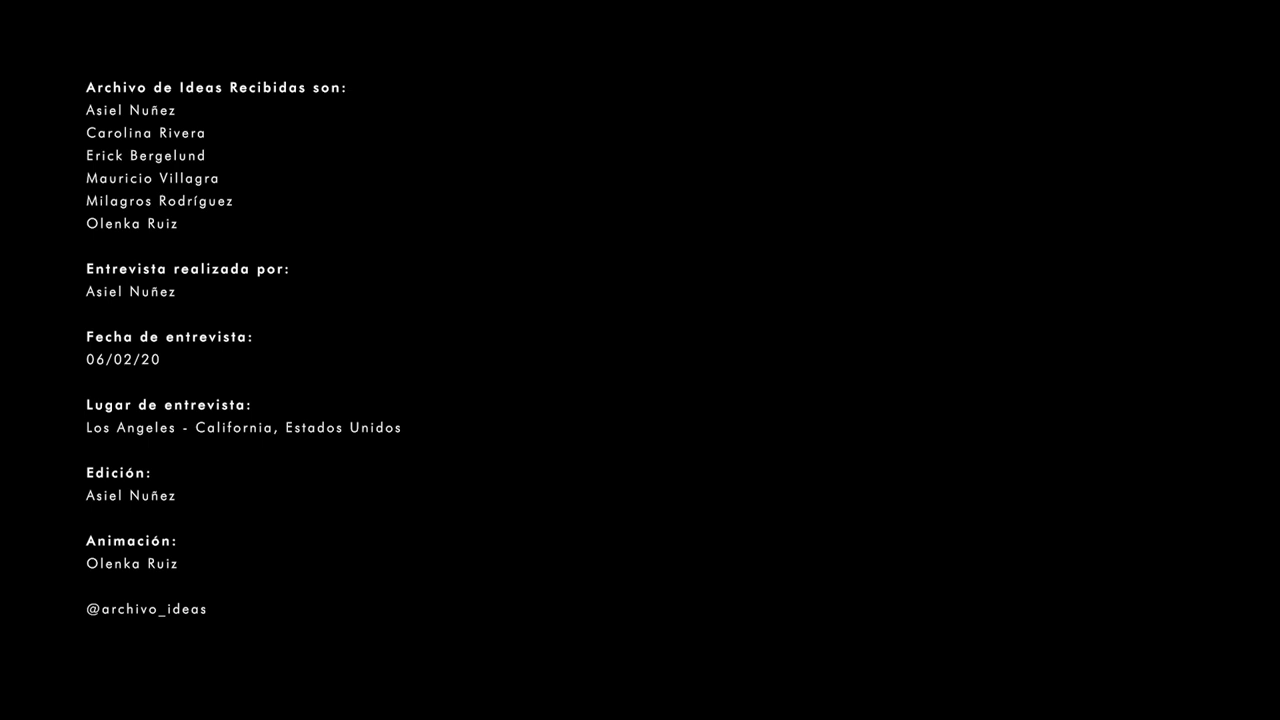 Archivo de Ideas Recibidas son:
Asiel Nuñez
Carolina Rivera
Erick Bergelund
Mauricio Villagra
Milagros Rodríguez
Olenka Ruiz
Entrevista realizada por:
Asiel Nuñez
Fecha de entrevista:
06/02/20
Lugar de entrevista:
Los Angeles - California, Estados Unidos
Edición:
Asiel Nuñez
Animación:
Olenka Ruiz
@archivo_ideas